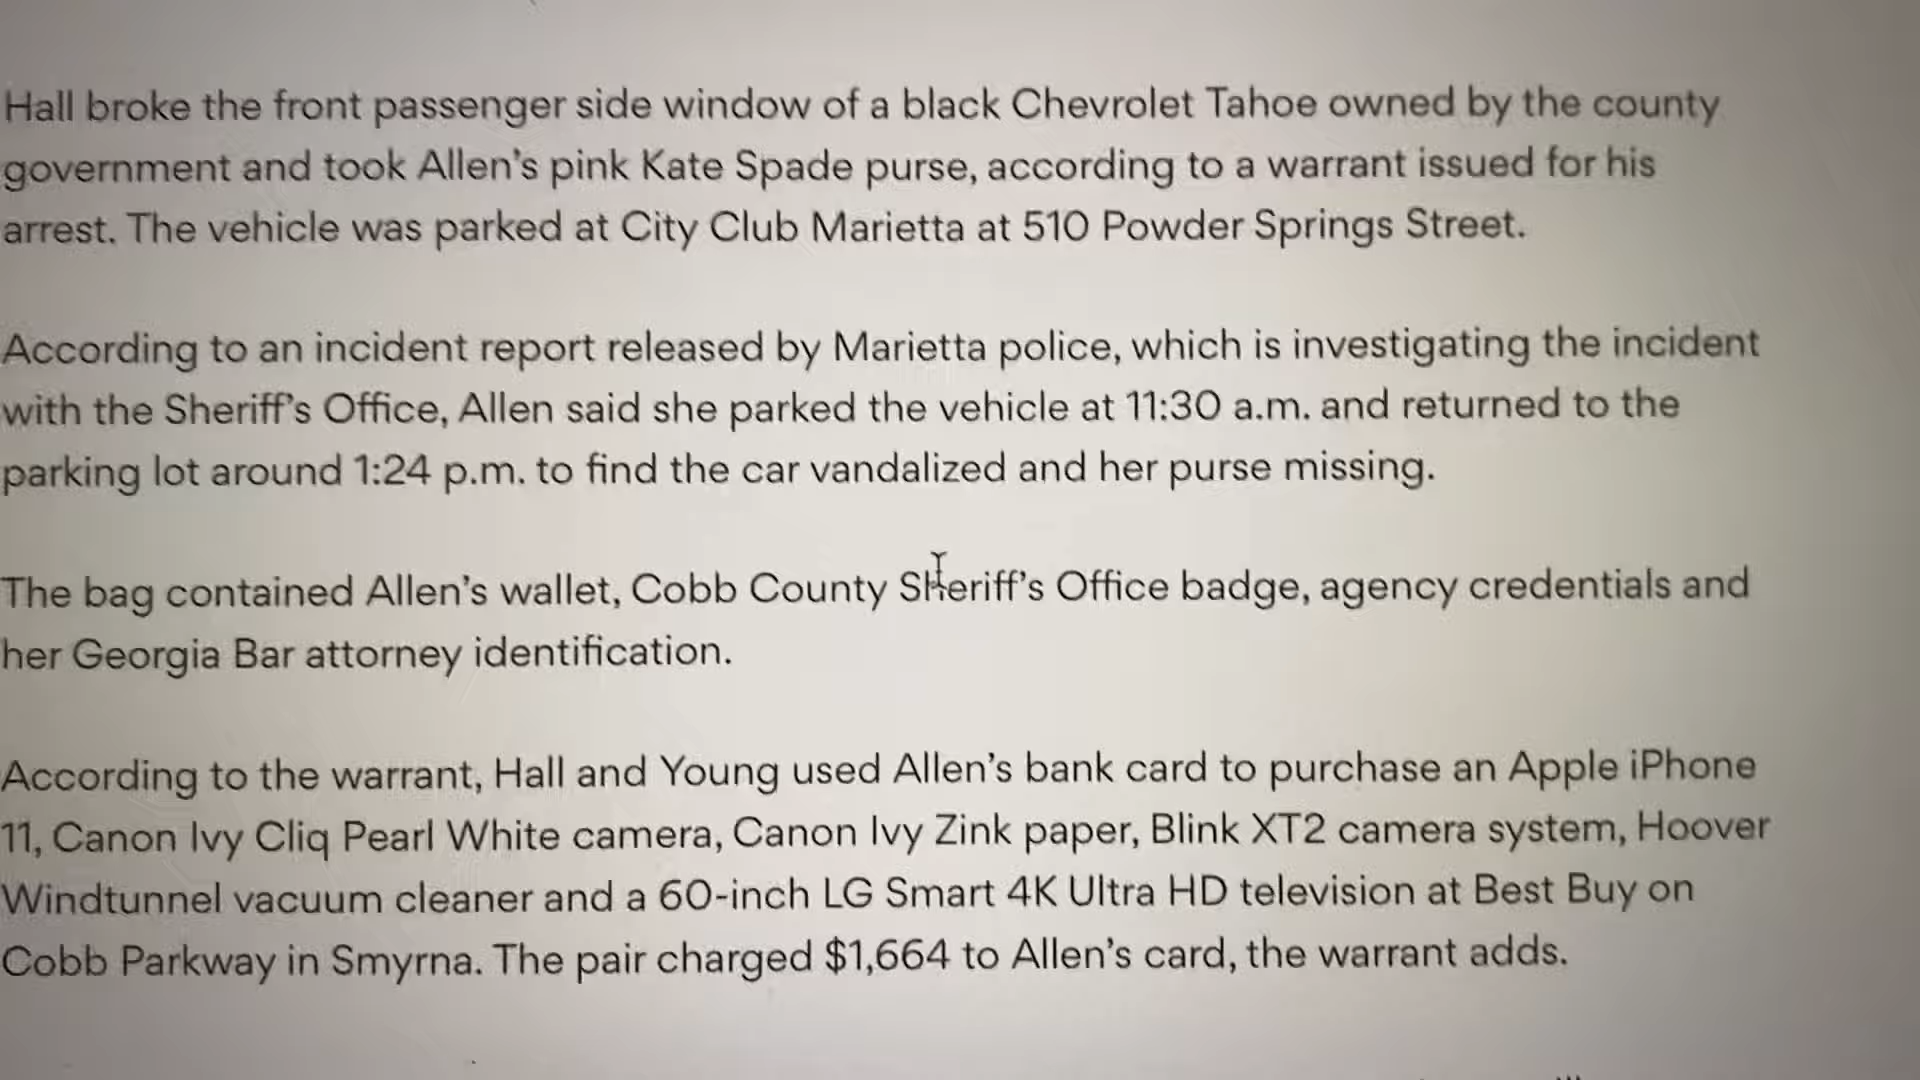 Hall broke the front passenger side window of a black Chevrolet Tahoe owned by the county
government and took Allen's pink Kate Spade purse, according to a warrant issued for his
arrest. The vehicle was parked at City Club Marietta at 510 Powder Springs Street.
According to an incident report released by Marietta police, which is investigating the incident
with the Sheriff's Office, Allen said she parked the vehicle at 11:30 a.m. and returned to the
parking lot around 1:24 p.m. to find the car vandalized and her purse missing.
The bag contained Allen's wallet, Cobb County Sheriff's Office badge, agency credentials and
her Georgia Bar attorney identification.
According to the warrant, Hall and Young used Allen's bank card to purchase an Apple iPhone
11, Canon Ivy Cliq Pearl White camera, Canon Ivy Zink paper, Blink XT2 camera system, Hoover
Windtunnel vacuum cleaner and a 60-inch LG Smart 4K Ultra HD television at Best Buy on
Cobb Parkway in Smyrna. The pair charged $1,664 to Allen's card, the warrant adds.